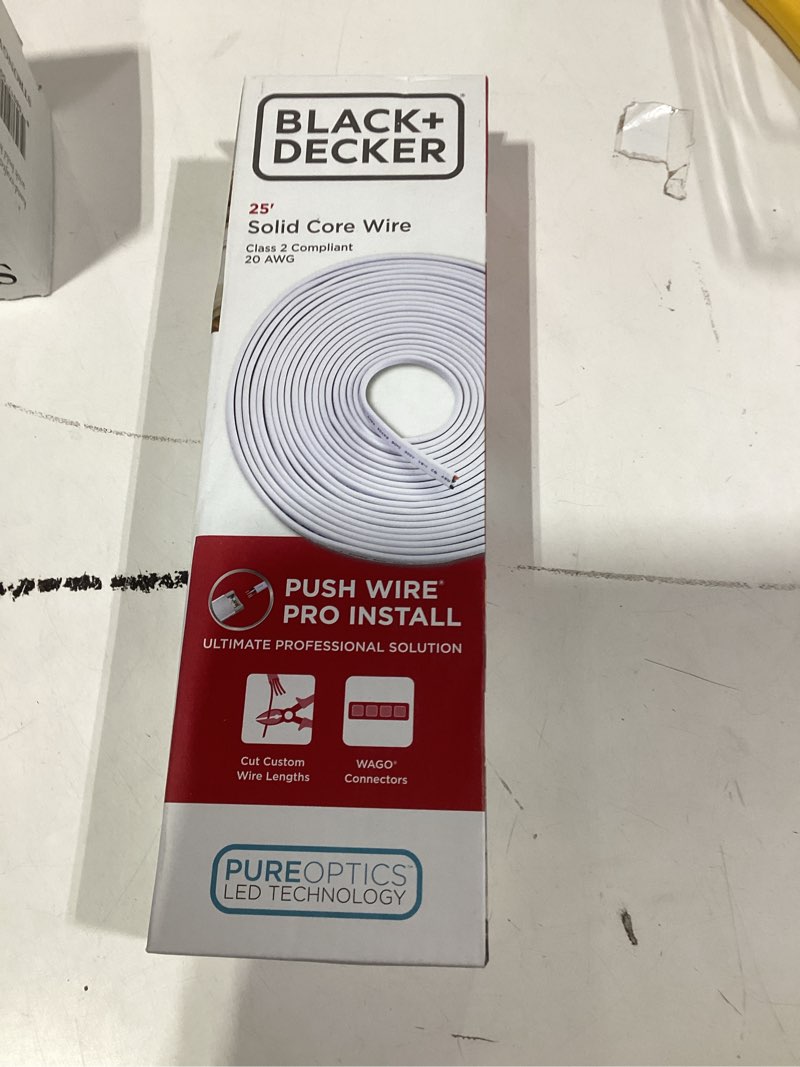 BLACK+
DECKER™
25'
Solid Core Wire
Class 2 Compliant
20 AWG
PUSH WIRE®
PRO INSTALL
ULTIMATE PROFESSIONAL SOLUTION
Cut Custom
Wire Lengths
WAGO®
Connectors
PUREOPTICS™
LED TECHNOLOGY
S